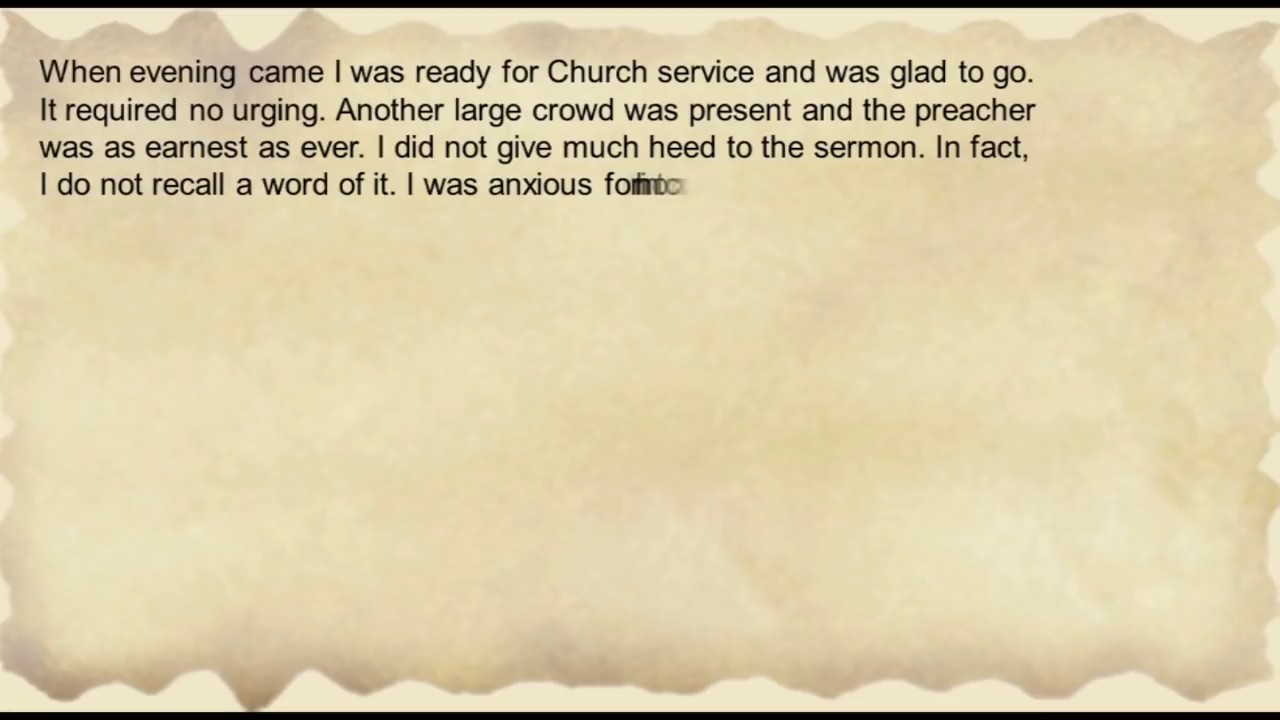 When evening came I was ready for Church service and was glad to go.
It required no urging. Another large crowd was present and the preacher
was as earnest as ever. I did not give much heed to the sermon. In fact,
I do not recall a word of it. I was anxious